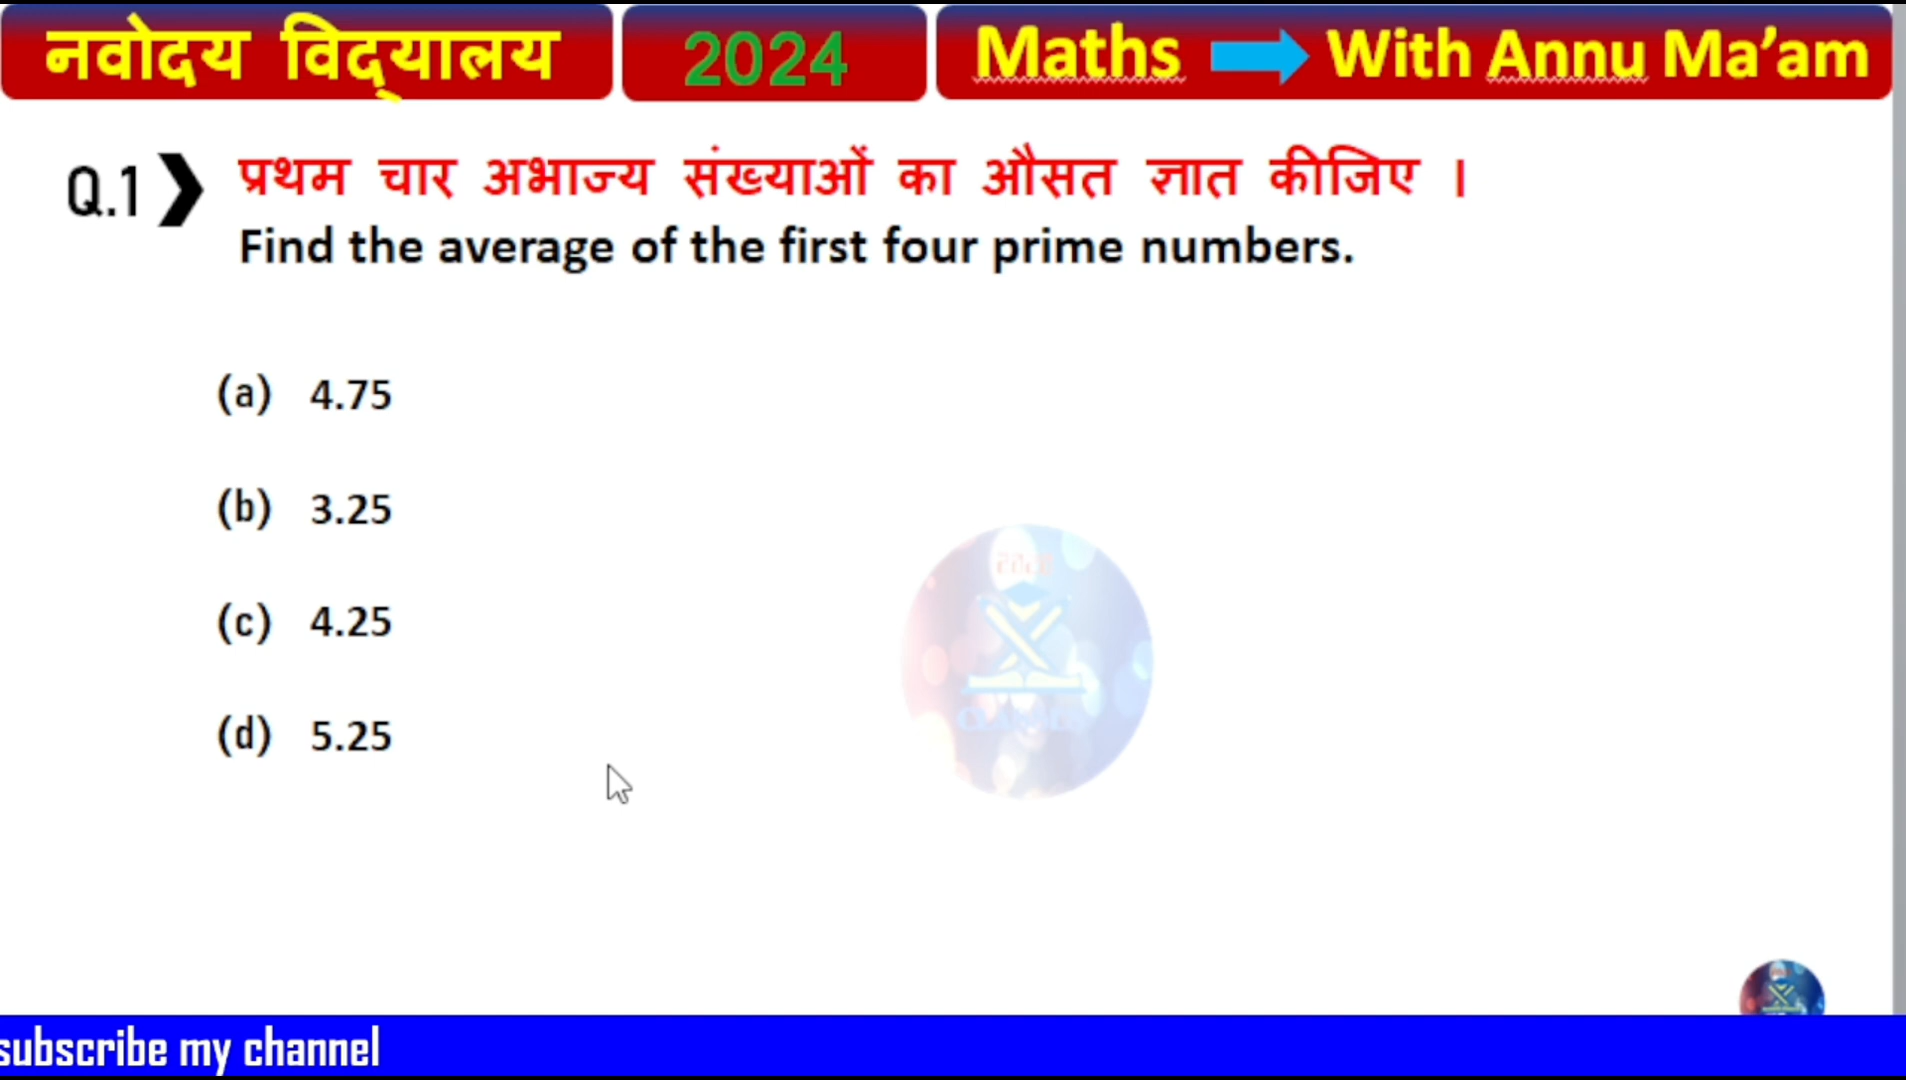 नवोदय विद्यालय 2024 Maths With Annu Ma’am
Q.1 प्रथम चार अभाज्य संख्याओं का औसत ज्ञात कीजिए ।
Find the average of the first four prime numbers.
(a) 4.75
(b) 3.25
(c) 4.25
(d) 5.25
subscribe my channel